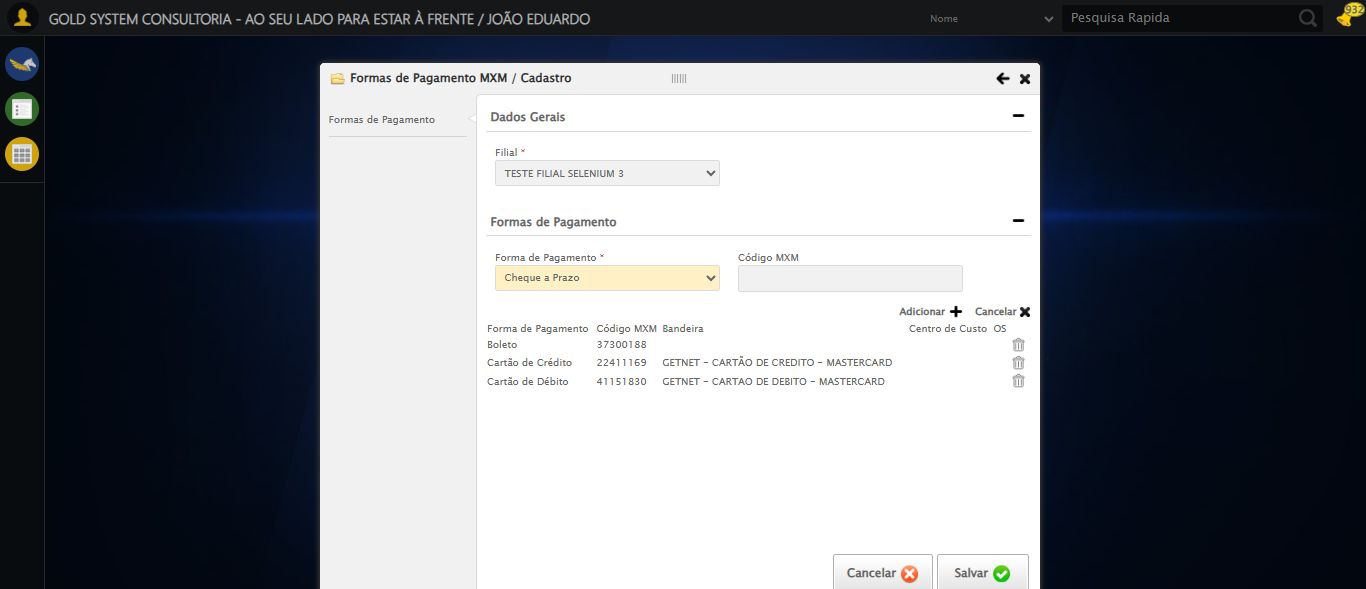 GOLD SYSTEM CONSULTORIA - AO SEU LADO PARA ESTAR À FRENTE / JOÃO EDUARDO
Nome
Pesquisa Rapida
932
Formas de Pagamento MXM / Cadastro
Formas de Pagamento
Dados Gerais
Filial *
TESTE FILIAL SELENIUM 3
Formas de Pagamento
Forma de Pagamento * Código MXM
Cheque a Prazo
Adicionar Cancelar
Forma de Pagamento Código MXM Bandeira Centro de Custo OS
Boleto 37300188
Cartão de Crédito 22411169 GETNET - CARTÃO DE CREDITO - MASTERCARD
Cartão de Débito 41151830 GETNET - CARTAO DE DEBITO - MASTERCARD
Cancelar Salvar